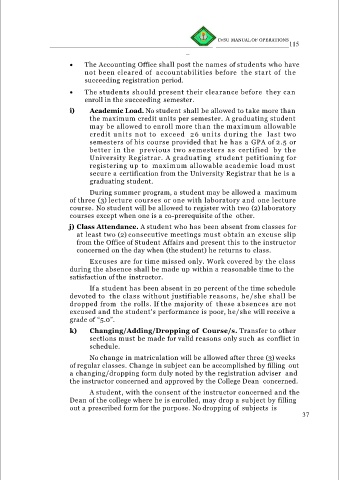 CHSU MANUAL OF OPERATIONS
115
• The Accounting Office shall post the names of students who have
not been cleared of accountabilities before the start of the
succeeding registration period.
• The students should present their clearance before they can
enroll in the succeeding semester.
i) Academic Load. No student shall be allowed to take more than
the maximum credit units per semester. A graduating student
may be allowed to enroll more than the maximum allowable
credit units not to exceed 26 units during the last two
semesters of his course provided that he has a GPA of 2.5 or
better in the previous two semesters as certified by the
University Registrar. A graduating student petitioning for
registering up to maximum allowable academic load must
secure a certification from the University Registrar that he is a
graduating student.
During summer program, a student may be allowed a maximum
of three (3) lecture courses or one with laboratory and one lecture
course. No student will be allowed to register with two (2) laboratory
courses except when one is a co-prerequisite of the other.
j) Class Attendance. A student who has been absent from classes for
at least two (2) consecutive meetings must obtain an excuse slip
from the Office of Student Affairs and present this to the instructor
concerned on the day when (the student) he returns to class.
Excuses are for time missed only. Work covered by the class
during the absence shall be made up within a reasonable time to the
satisfaction of the instructor.
If a student has been absent in 20 percent of the time schedule
devoted to the class without justifiable reasons, he/she shall be
dropped from the rolls. If the majority of these absences are not
excused and the student's performance is poor, he/she will receive a
grade of "5.0".
k) Changing/Adding/Dropping of Course/s. Transfer to other
sections must be made for valid reasons only such as conflict in
schedule.
No change in matriculation will be allowed after three (3) weeks
of regular classes. Change in subject can be accomplished by filling out
a changing/dropping form duly noted by the registration adviser and
the instructor concerned and approved by the College Dean concerned.
A student, with the consent of the instructor concerned and the
Dean of the college where he is enrolled, may drop a subject by filling
out a prescribed form for the purpose. No dropping of subjects is
37